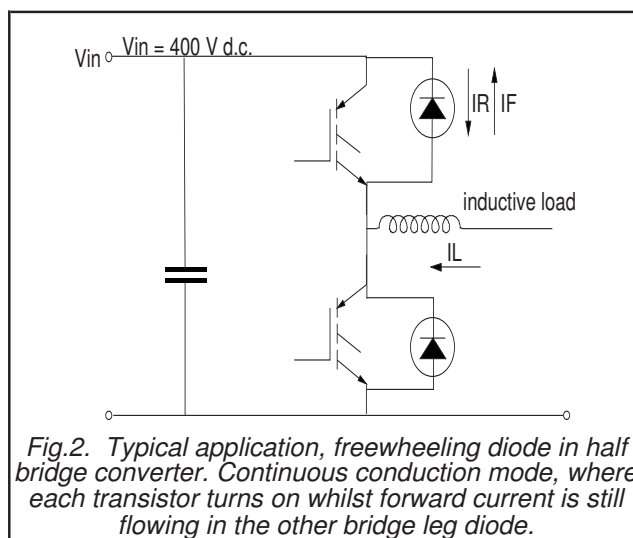 Vin Vin = 400 V d.c.
IR IF
inductive load
IL
Fig.2. Typical application, freewheeling diode in half
bridge converter. Continuous conduction mode, where
each transistor turns on whilst forward current is still
flowing in the other bridge leg diode.